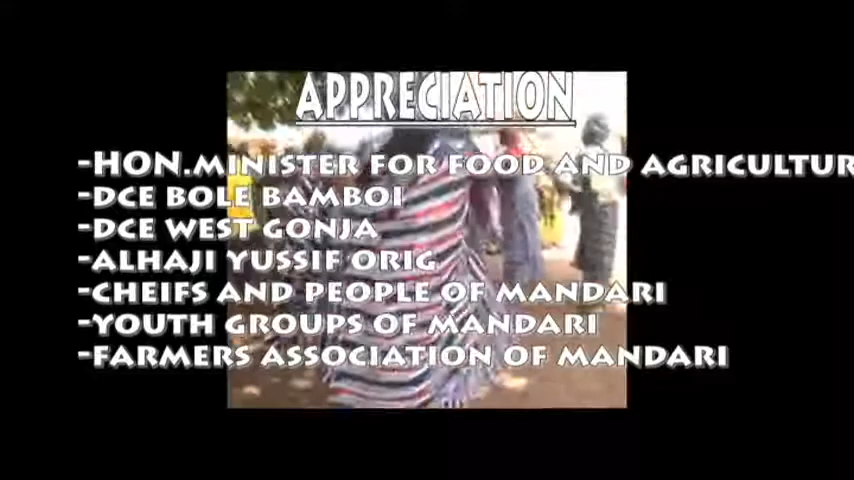 APPRECIATION
-HON.MINISTER FOR FOOD AND AGRICULTUR
-DCE BOLE BAMBOI
-DCE WEST GONJA
-ALHAJI YUSSIF ORIG
-CHEIFS AND PEOPLE OF MANDARI
-YOUTH GROUPS OF MANDARI
-FARMERS ASSOCIATION OF MANDARI